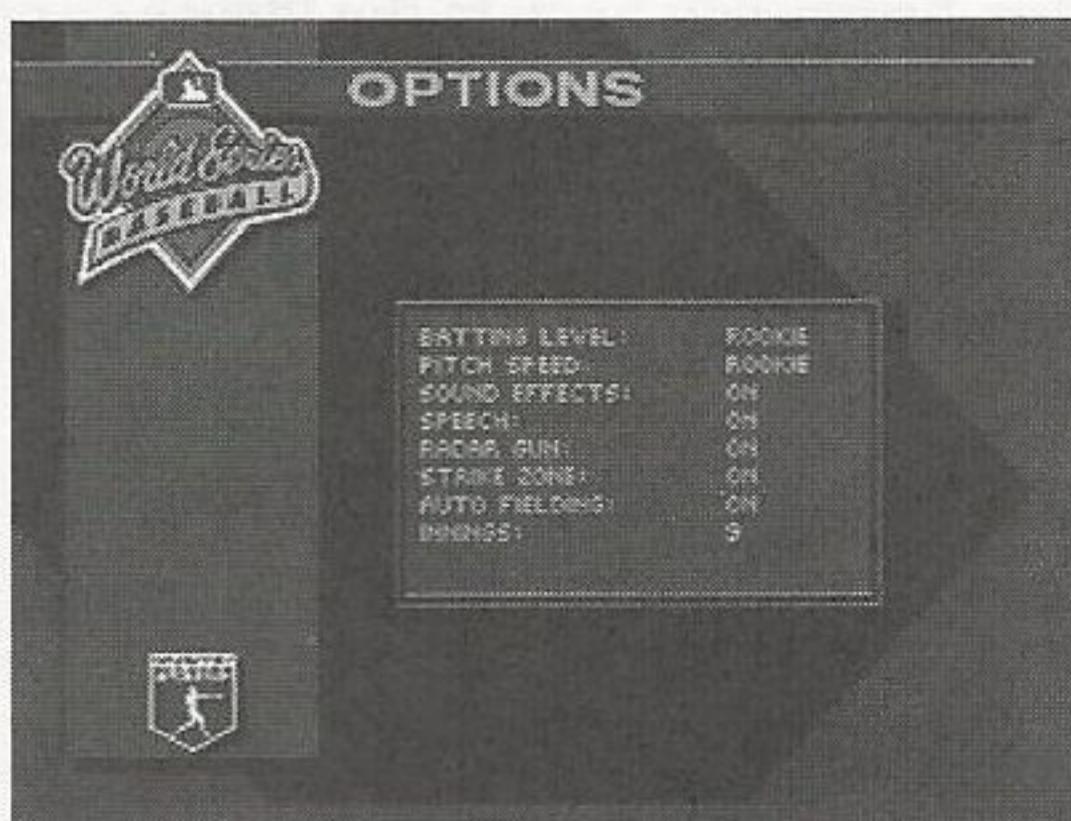 OPTIONS
World Series
BASEBALL
BATTING LEVEL: ROOKIE
PITCH SPEED: ROOKIE
SOUND EFFECTS: ON
SPEECH: ON
RADAR GUN: ON
STRIKE ZONE: ON
AUTO FIELDING: ON
INNINGS: 9